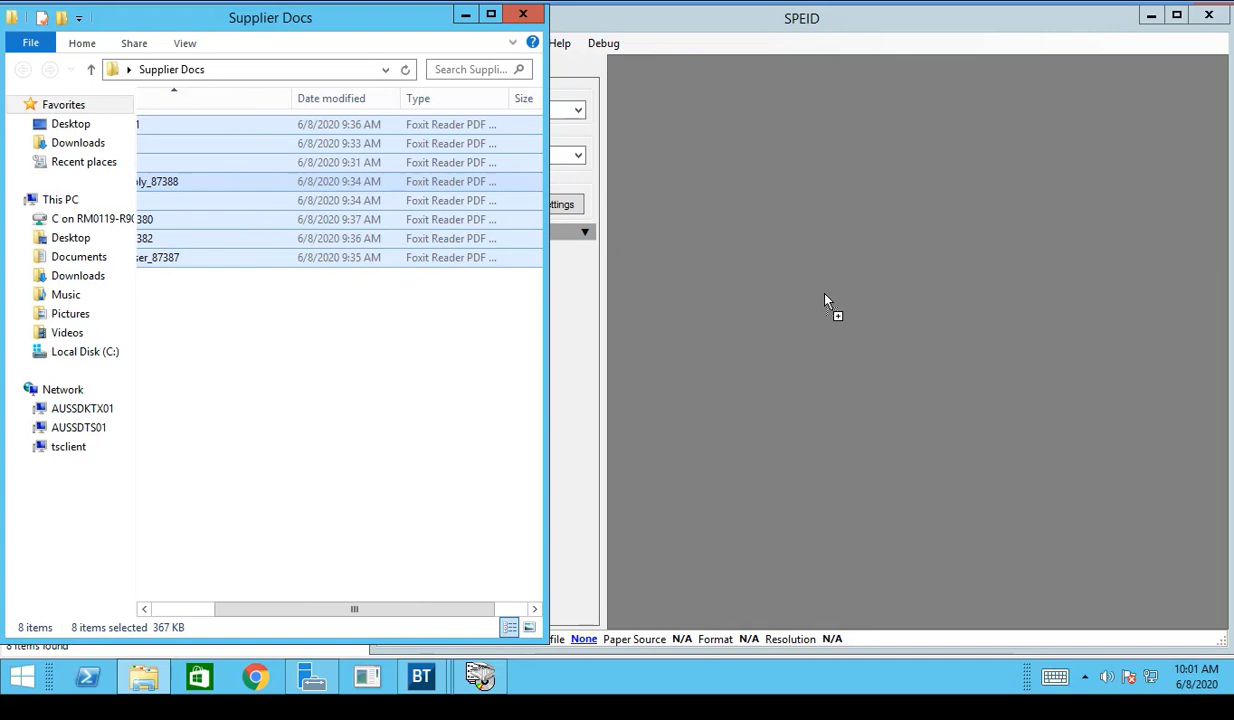 Supplier Docs
SPEID
File Home Share View
Help Debug
Supplier Docs
Search Suppli...
Favorites
Desktop
Downloads
Recent places
This PC
C on RM0119-R90
Desktop
Documents
Downloads
Music
Pictures
Videos
Local Disk (C:)
Network
AUSSDKTX01
AUSSDTS01
tsclient
Date modified Type Size
1 6/8/2020 9:36 AM Foxit Reader PDF ...
6/8/2020 9:33 AM Foxit Reader PDF ...
6/8/2020 9:31 AM Foxit Reader PDF ...
ply_87388 6/8/2020 9:34 AM Foxit Reader PDF ...
6/8/2020 9:34 AM Foxit Reader PDF ...
380 6/8/2020 9:37 AM Foxit Reader PDF ...
382 6/8/2020 9:36 AM Foxit Reader PDF ...
ser_87387 6/8/2020 9:35 AM Foxit Reader PDF ...
ettings
8 items 8 items selected 367 KB
8 items found
file None Paper Source N/A Format N/A Resolution N/A
BT
10:01 AM
6/8/2020